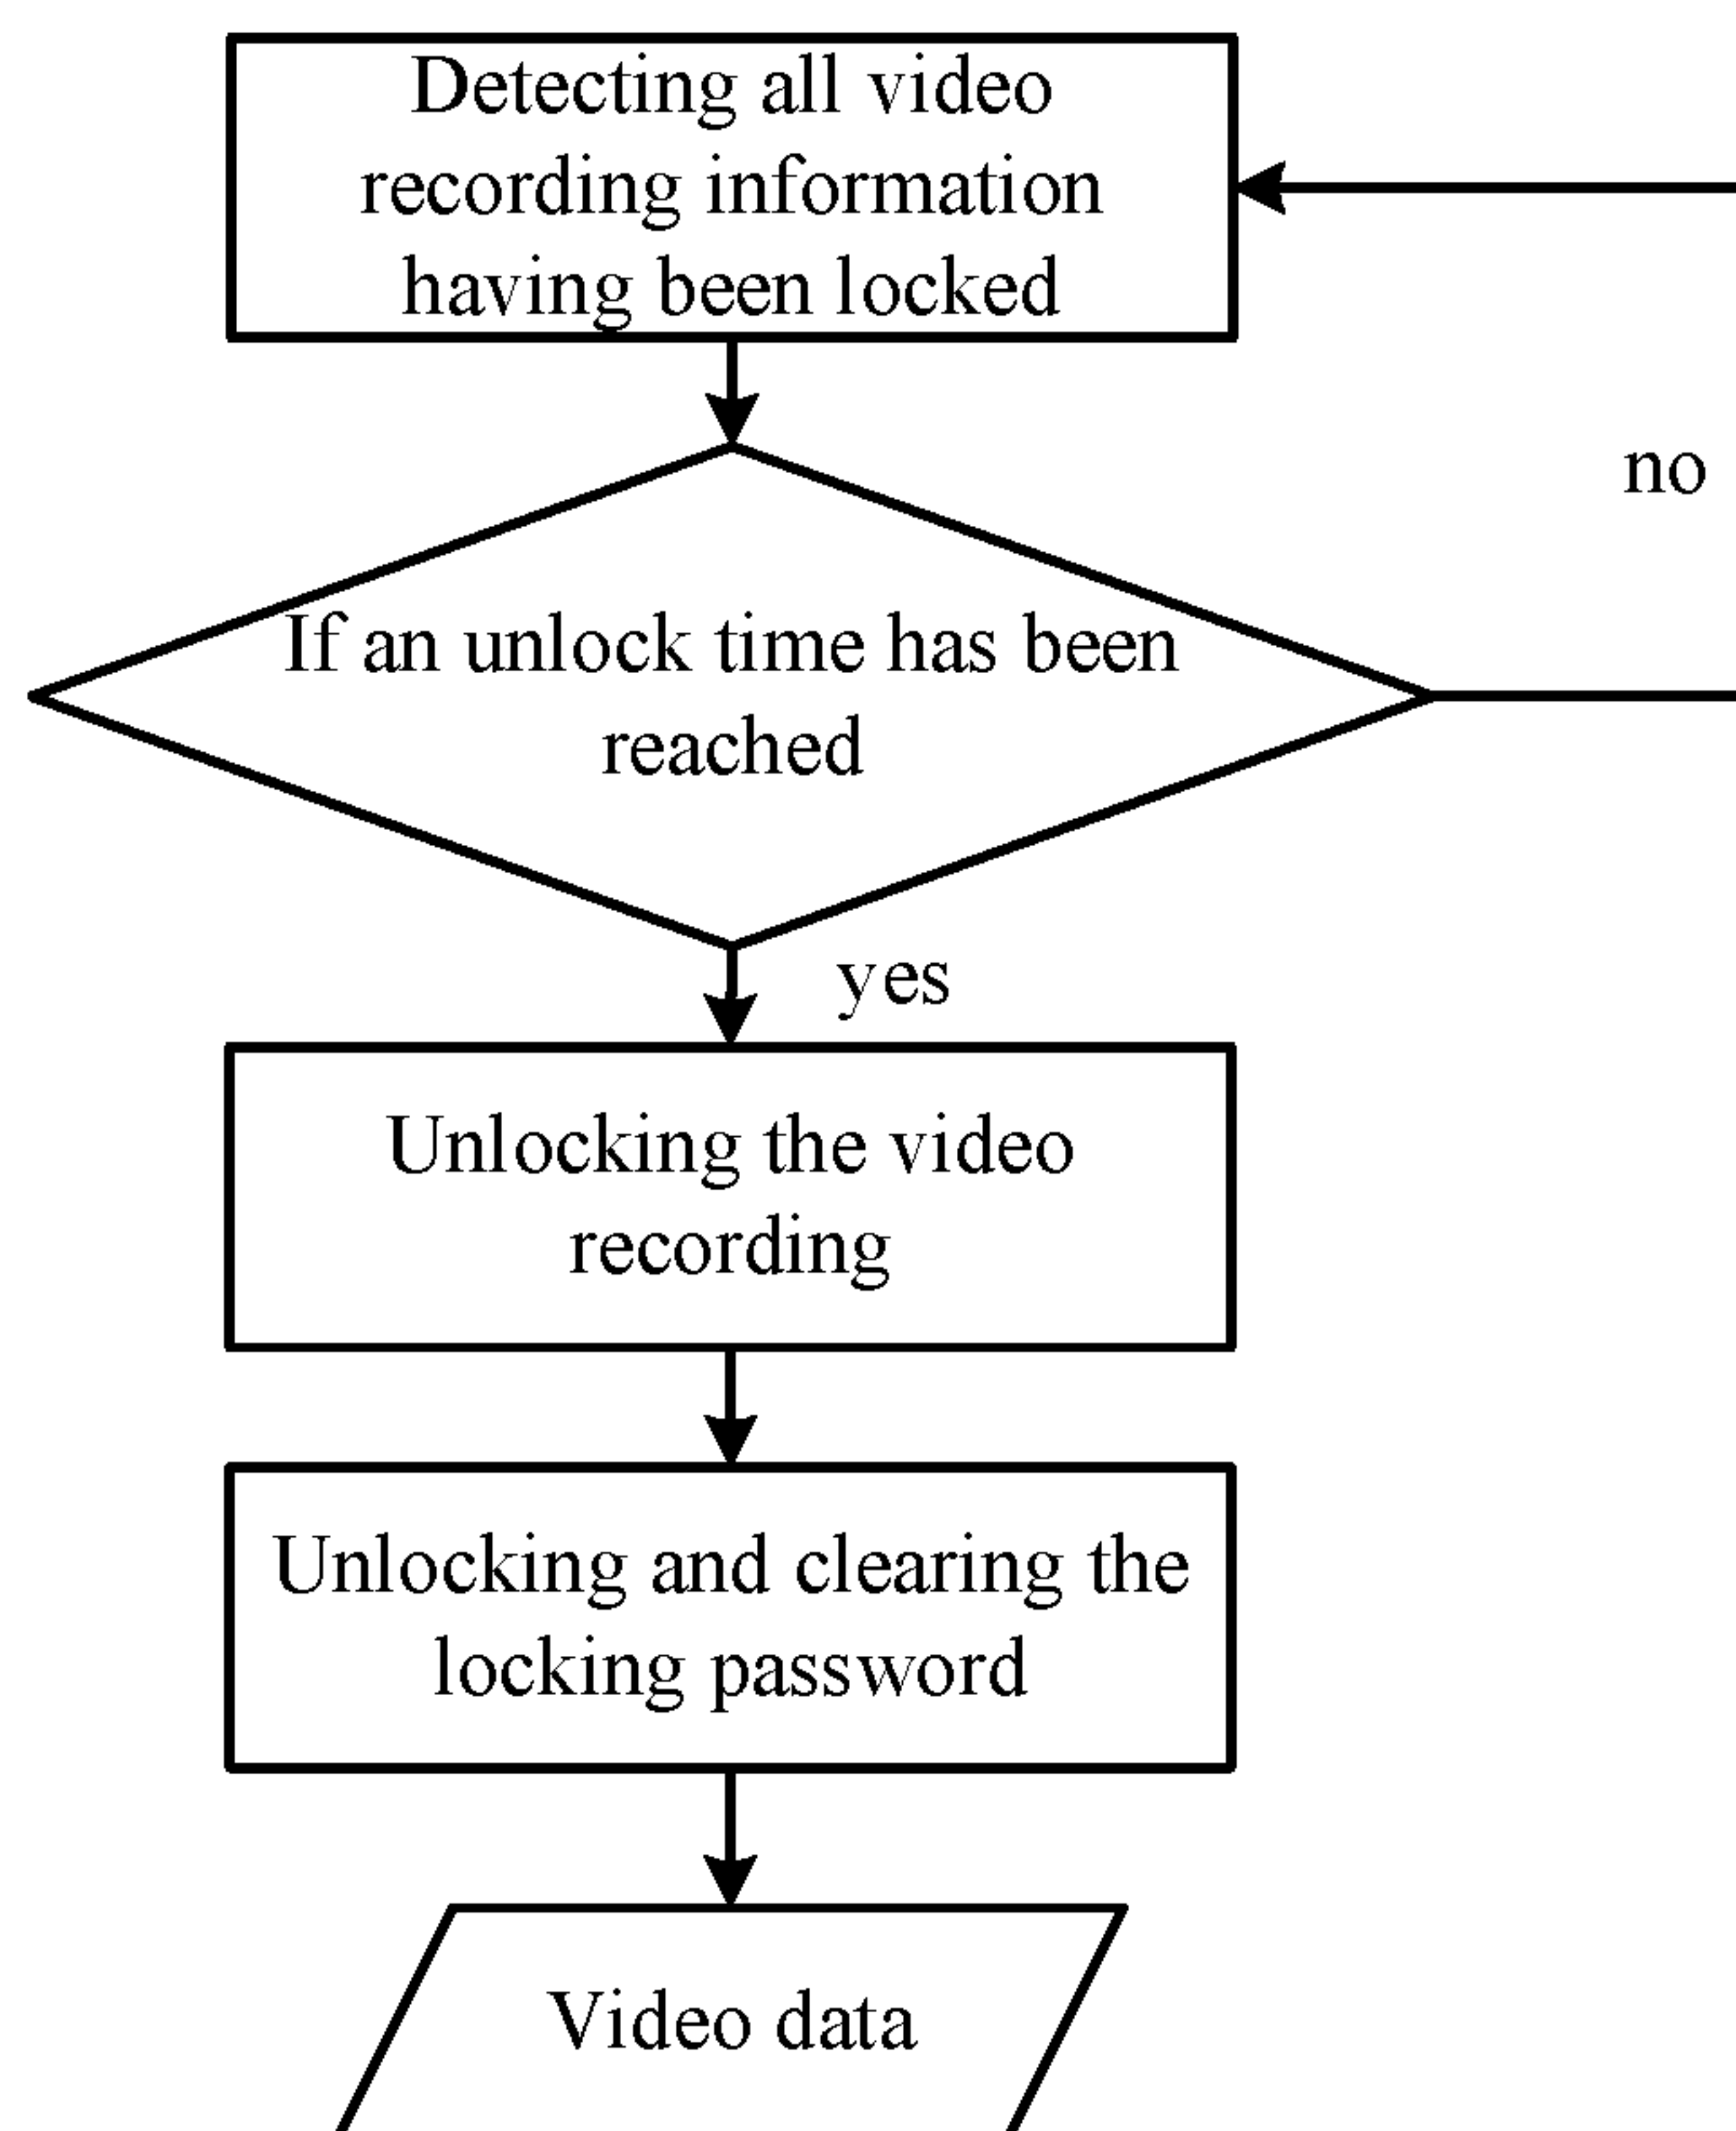 Detecting all video
recording information
having been locked
no
If an unlock time has been
reached
yes
Unlocking the video
recording
Unlocking and clearing the
locking password
Video data